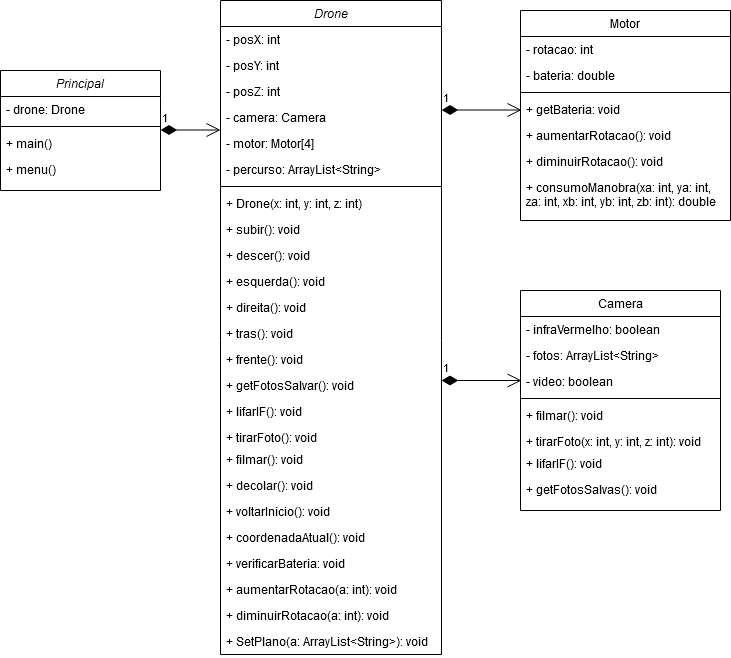 Principal
- drone: Drone
+ main()
+ menu()
1
Drone
- posX: int
- posY: int
- posZ: int
- camera: Camera
- motor: Motor[4]
- percurso: ArrayList<String>
+ Drone(x: int, y: int, z: int)
+ subir(): void
+ descer(): void
+ esquerda(): void
+ direita(): void
+ tras(): void
+ frente(): void
+ getFotosSalvar(): void
+ lifarIF(): void
+ tirarFoto(): void
+ filmar(): void
+ decolar(): void
+ voltarInicio(): void
+ coordenadaAtual(): void
+ verificarBateria: void
+ aumentarRotacao(a: int): void
+ diminuirRotacao(a: int): void
+ SetPlano(a: ArrayList<String>): void
1
Motor
- rotacao: int
- bateria: double
+ getBateria: void
+ aumentarRotacao(): void
+ diminuirRotacao(): void
+ consumoManobra(xa: int, ya: int,
za: int, xb: int, yb: int, zb: int): double
1
Camera
- infraVermelho: boolean
- fotos: ArrayList<String>
- video: boolean
+ filmar(): void
+ tirarFoto(x: int, y: int, z: int): void
+ lifarIF(): void
+ getFotosSalvas(): void